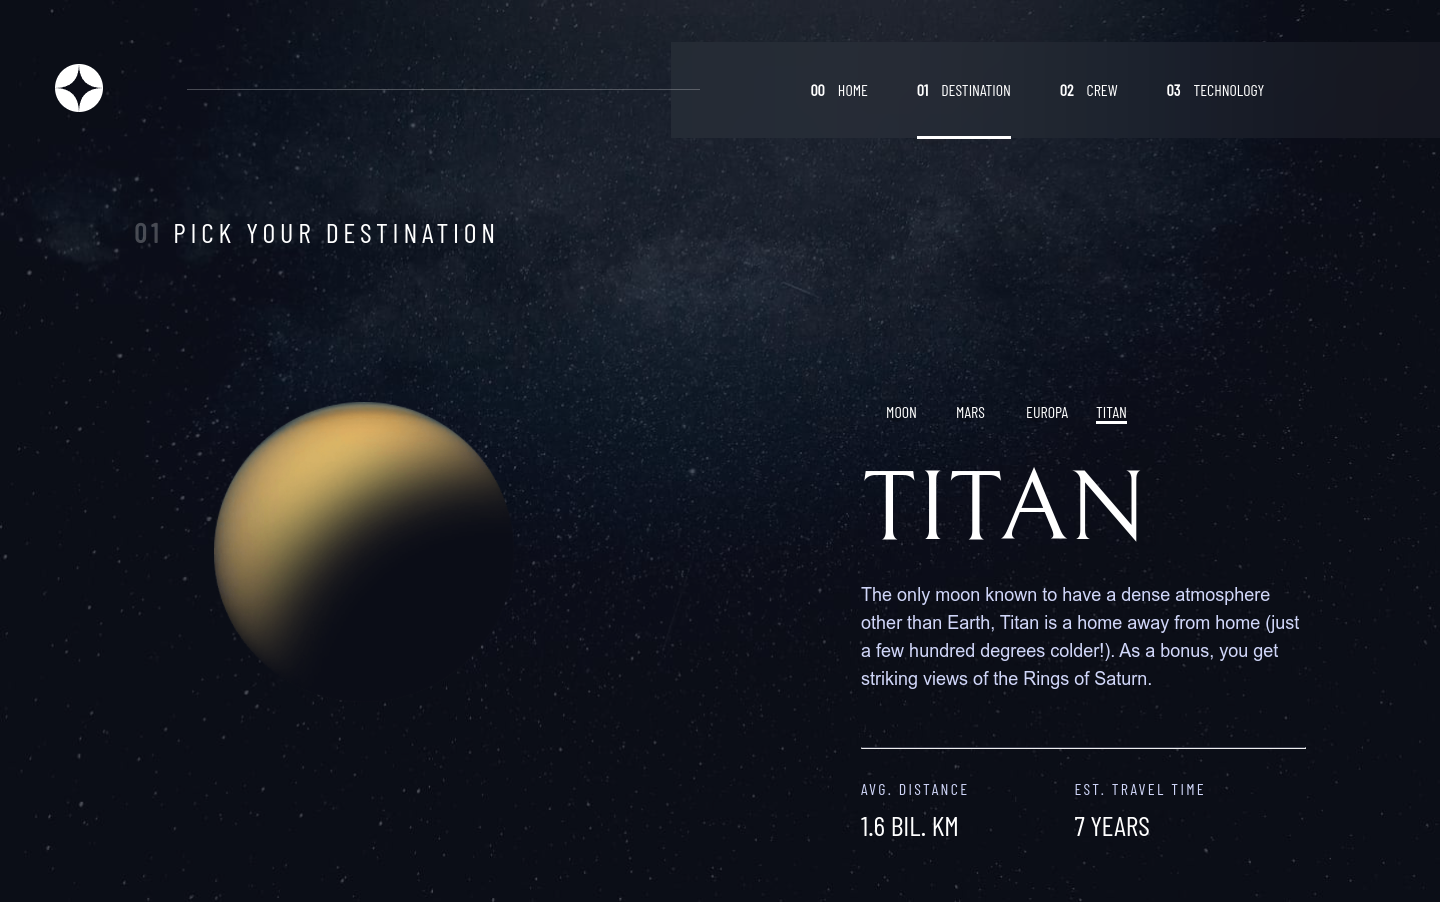 00 HOME 01 DESTINATION 02 CREW 03 TECHNOLOGY
01 PICK YOUR DESTINATION
MOON MARS EUROPA TITAN
TITAN
The only moon known to have a dense atmosphere
other than Earth, Titan is a home away from home (just
a few hundred degrees colder!). As a bonus, you get
striking views of the Rings of Saturn.
AVG. DISTANCE EST. TRAVEL TIME
1.6 BIL. KM 7 YEARS